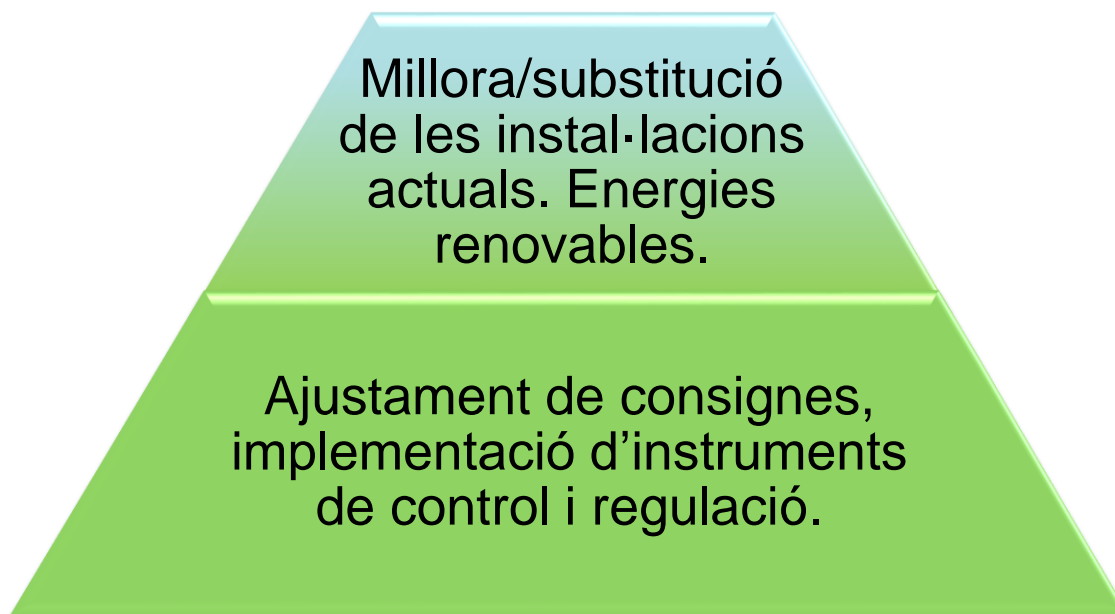 Millora/substitució
de les instal·lacions
actuals. Energies
renovables.
Ajustament de consignes,
implementació d’instruments
de control i regulació.